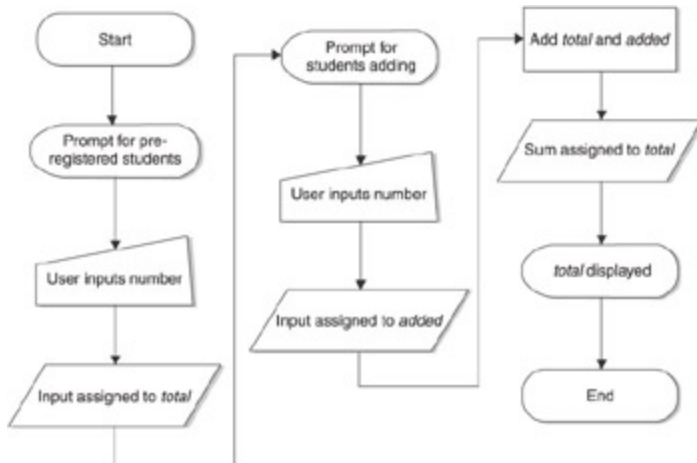 Start
Prompt for pre-
registered students
User inputs number
Input assigned to total
Prompt for
students adding
User inputs number
Input assigned to added
Add total and added
Sum assigned to total
total displayed
End